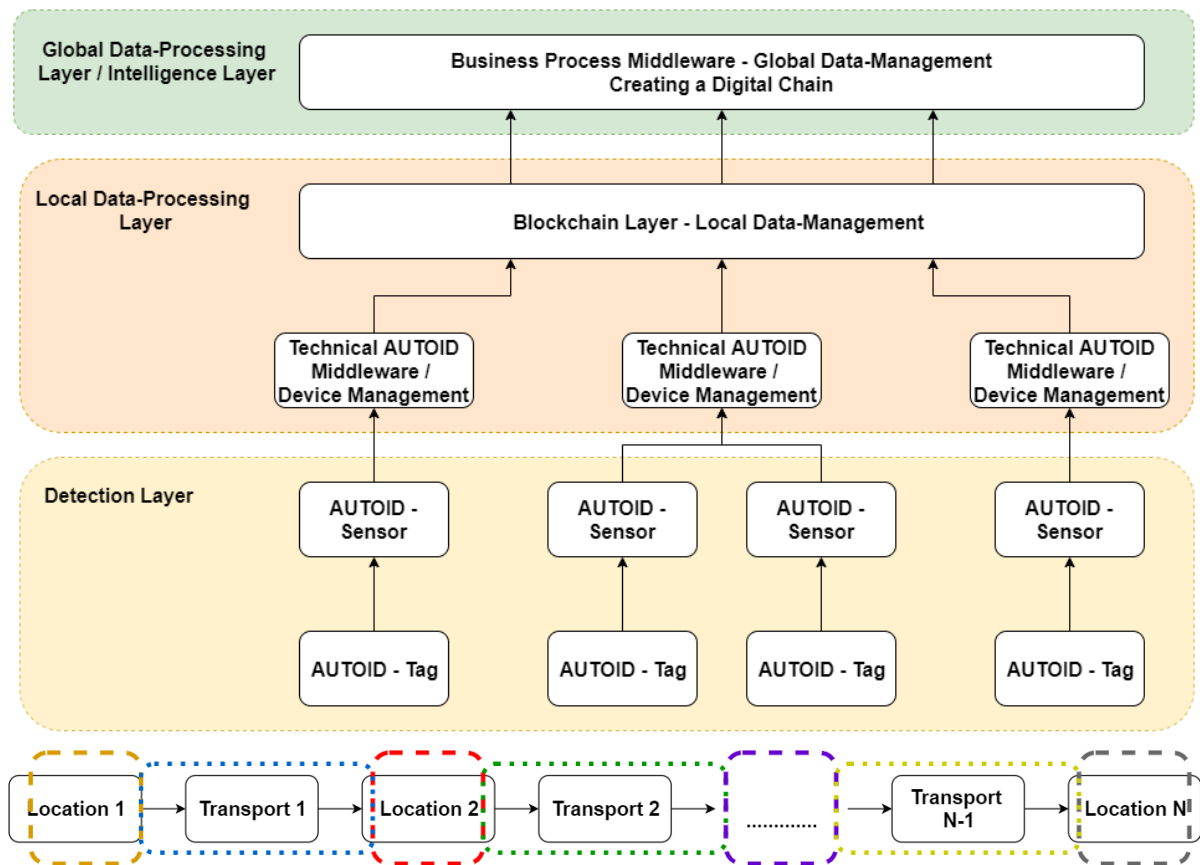 Global Data-Processing
Layer / Intelligence Layer
Business Process Middleware - Global Data-Management
Creating a Digital Chain
Local Data-Processing
Layer
Blockchain Layer - Local Data-Management
Technical AUTOID
Middleware /
Device Management
Technical AUTOID
Middleware /
Device Management
Technical AUTOID
Middleware /
Device Management
Detection Layer
AUTOID -
Sensor
AUTOID -
Sensor
AUTOID -
Sensor
AUTOID -
Sensor
AUTOID - Tag
AUTOID - Tag
AUTOID - Tag
AUTOID - Tag
Location 1
Transport 1
Location 2
Transport 2
.............
Transport
N-1
Location N